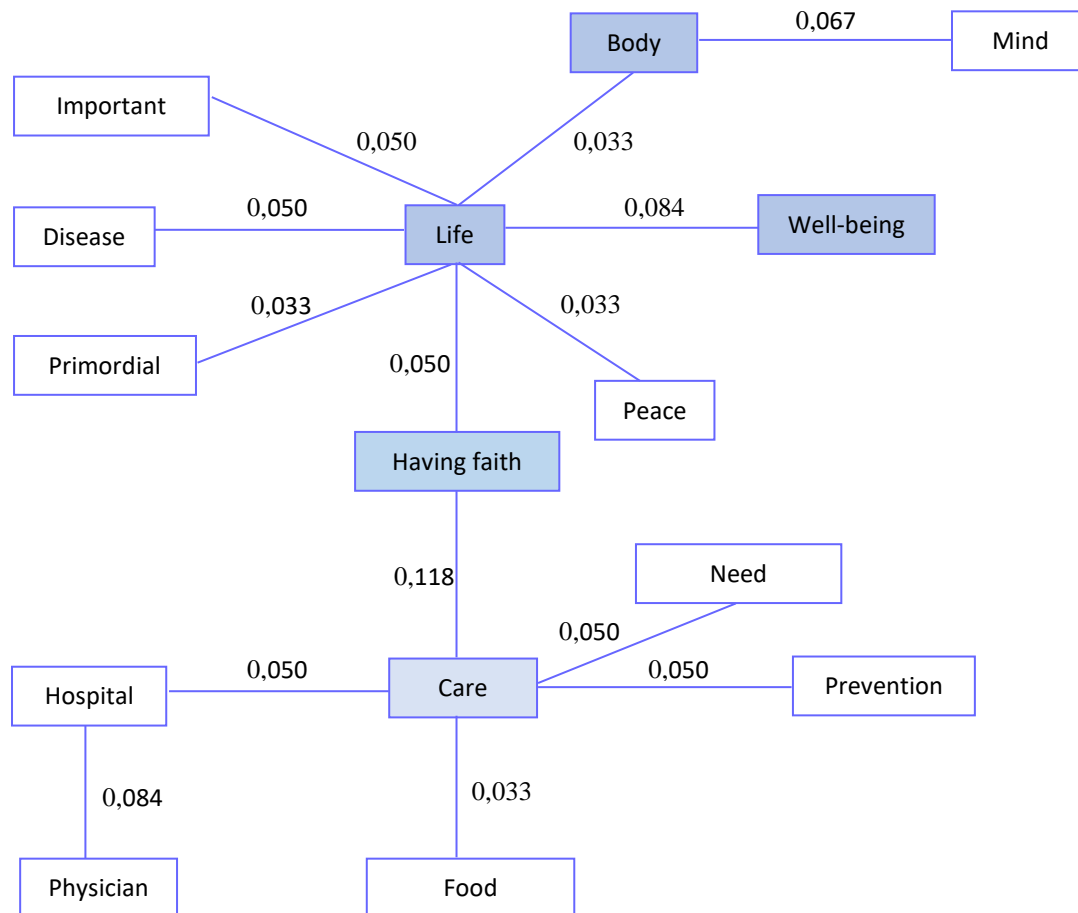 Body
0,067
Mind
Important
0,050
0,033
Disease
0,050
Life
0,084
Well-being
0,033
0,033
Primordial
0,050
Peace
Having faith
0,118
Need
0,050
Hospital
0,050
Care
0,050
Prevention
0,084
0,033
Physician
Food